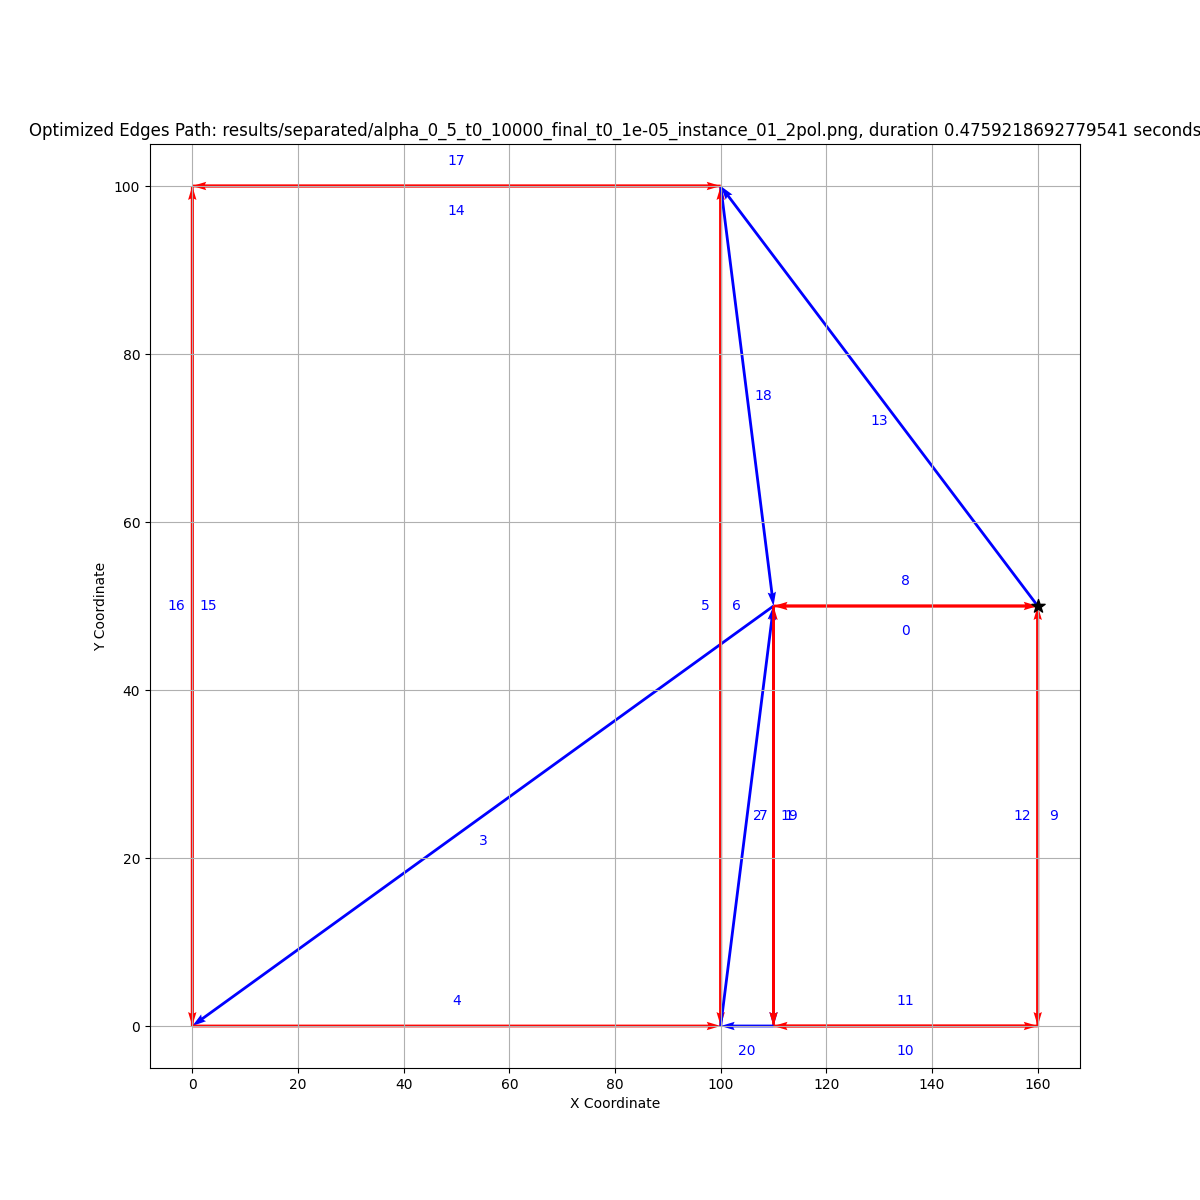 Optimized Edges Path: results/separated/alpha_0_5_t0_10000_final_t0_1e-05_instance_01_2pol.png, duration 0.4759218692779541 seconds
17
100
14
80
18
13
60
8
16 15 5 6
0
Y Coordinate
40
2 7 12 9
3
20
4 11
0
20 10
0 20 40 60 80 100 120 140 160
X Coordinate